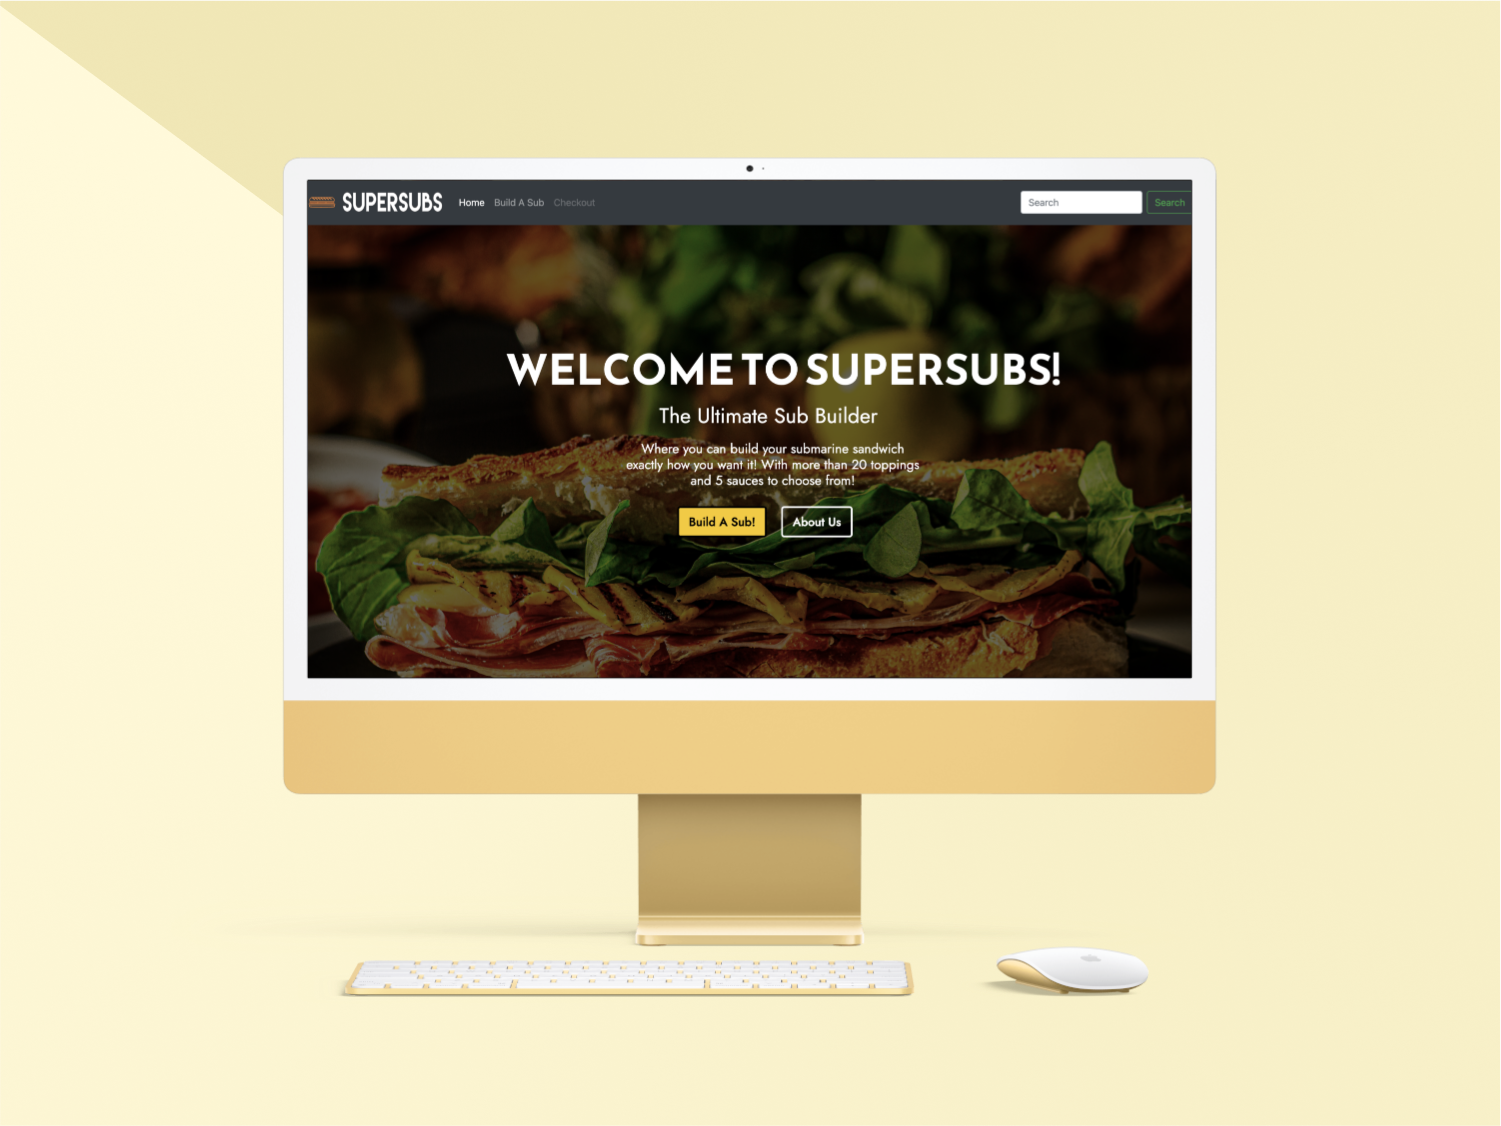 SUPERSUBS Home Build A Sub Checkout Search Search
WELCOME TO SUPERSUBS!
The Ultimate Sub Builder
Where you can build your submarine sandwich
exactly how you want it! With more than 20 toppings
and 5 sauces to choose from!
Build A Sub! About Us